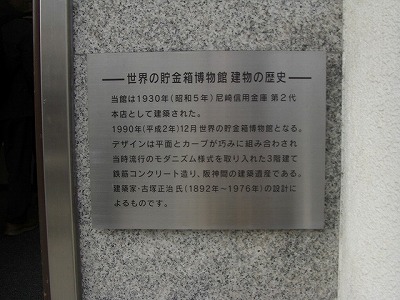 世界の貯金箱博物館 建物の歴史
当館は1930年(昭和5年)尼崎信用金庫 第2代
本店として建築された。
1990年(平成2年)12月世界の貯金箱博物館となる。
デザインは平面とカーブが巧みに組み合わされ
当時流行のモダニズム様式を取り入れた3階建て
鉄筋コンクリート造り、阪神間の建築遺産である。
建築家・古塚正治 氏(1892年〜1976年)の設計に
よるものです。